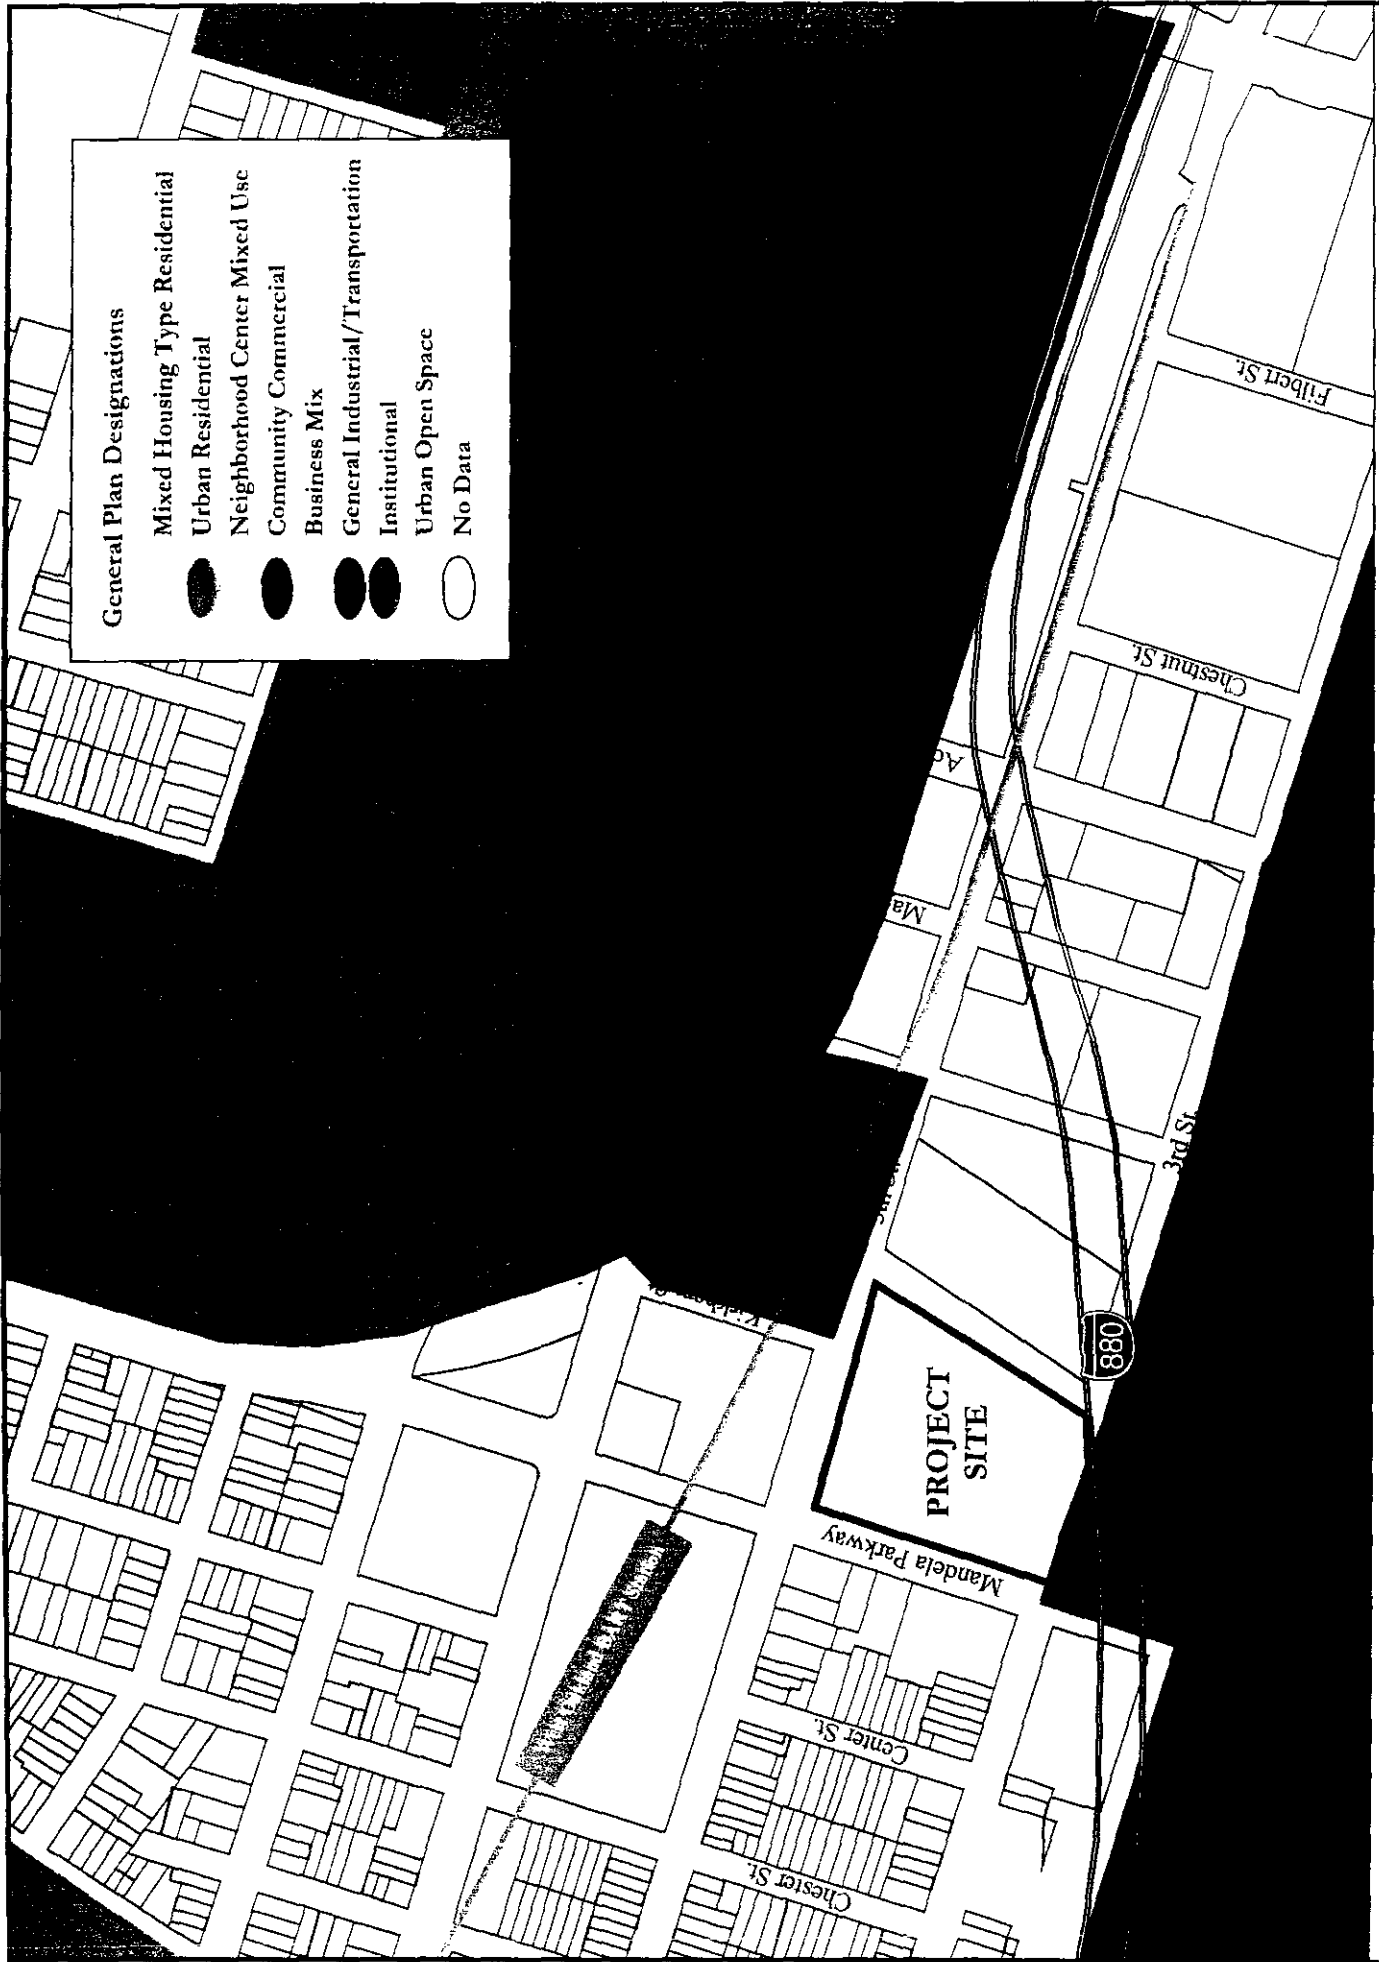 General Plan Designations
Mixed Housing Type Residential
Urban Residential
Neighborhood Center Mixed Use
Community Commercial
Business Mix
General Industrial/Transportation
Institutional
Urban Open Space
No Data
Filbert St.
Chestnut St.
Ad
Ma
3rd St.
880
PROJECT
SITE
Mandela Parkway
Center St.
Chester St.